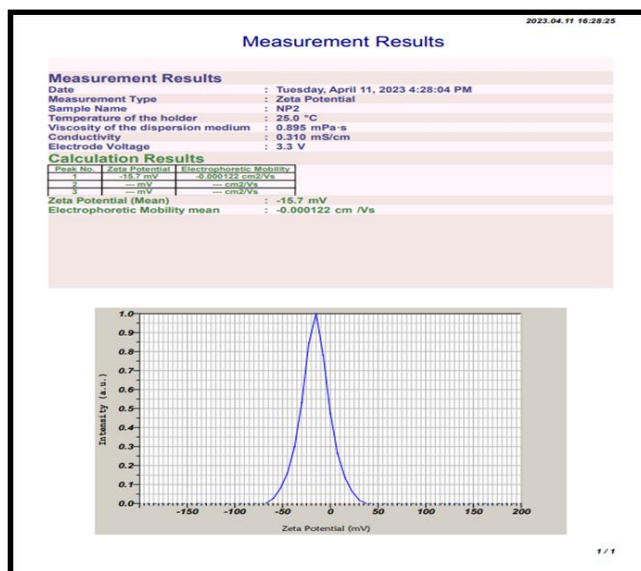 2023.04.11 16:28:25
Measurement Results
Measurement Results
Date : Tuesday, April 11, 2023 4:28:04 PM
Measurement Type : Zeta Potential
Sample Name : NP2
Temperature of the holder : 25.0 °C
Viscosity of the dispersion medium : 0.895 mPa·s
Conductivity : 0.310 mS/cm
Electrode Voltage : 3.3 V
Calculation Results
Peak No. Zeta Potential Electrophoretic Mobility
1 -15.7 mV -0.000122 cm2/Vs
2 --- mV --- cm2/Vs
3 --- mV --- cm2/Vs
Zeta Potential (Mean) : -15.7 mV
Electrophoretic Mobility mean : -0.000122 cm /Vs
1.0
0.9
0.8
0.7
0.6
0.5
0.4
0.3
0.2
0.1
0.0
Intensity (a.u.)
-150 -100 -50 0 50 100 150 200
Zeta Potential (mV)
1 / 1